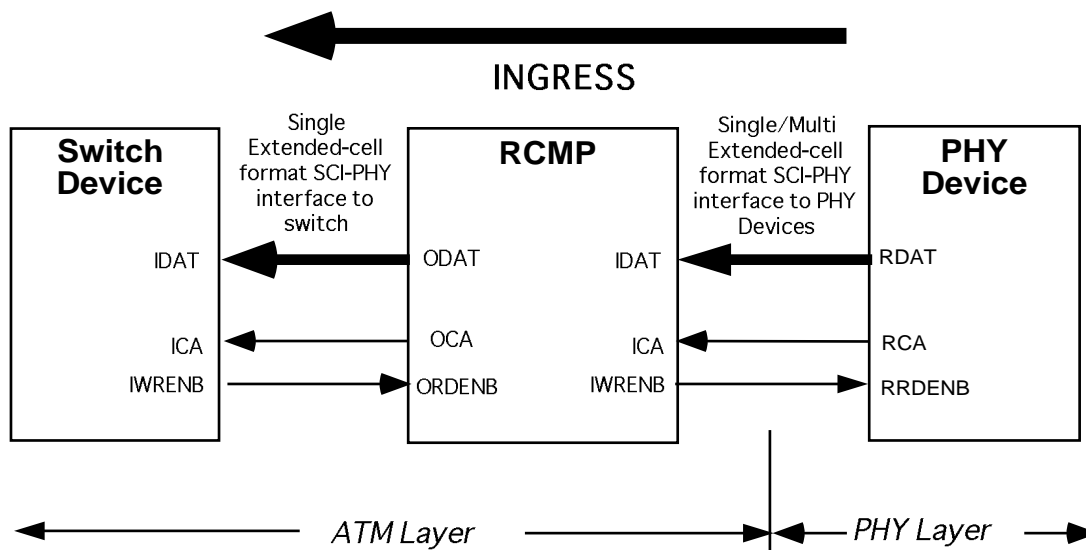 INGRESS
Switch
Device
Single
Extended-cell
format SCI-PHY
interface to
switch
RCMP
Single/Multi
Extended-cell
format SCI-PHY
interface to PHY
Devices
PHY
Device
IDAT
ODAT
IDAT
RDAT
ICA
OCA
ICA
RCA
IWRENB
ORDENB
IWRENB
RRDENB
ATM Layer
PHY Layer